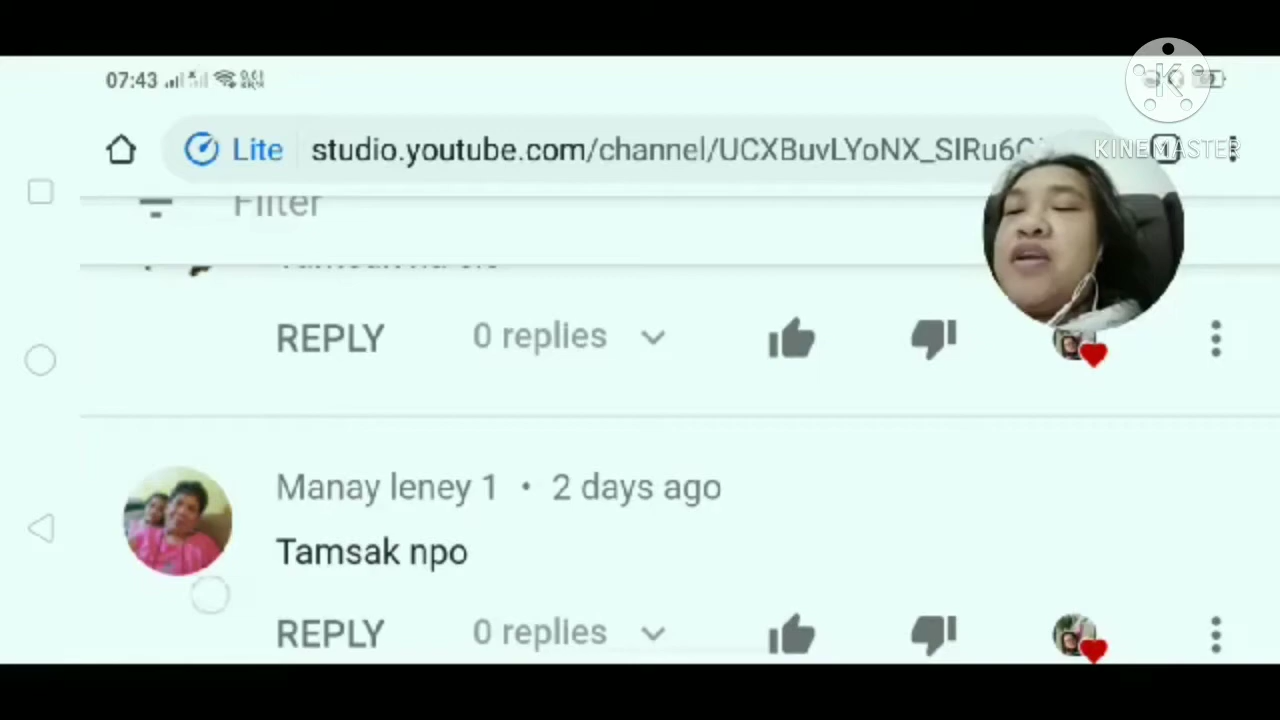 07:43
KINEMASTER
Lite studio.youtube.com/channel/UCXBuvLYoNX_SIRu6
Filter
REPLY 0 replies
Manay leney 1 • 2 days ago
Tamsak npo
REPLY 0 replies